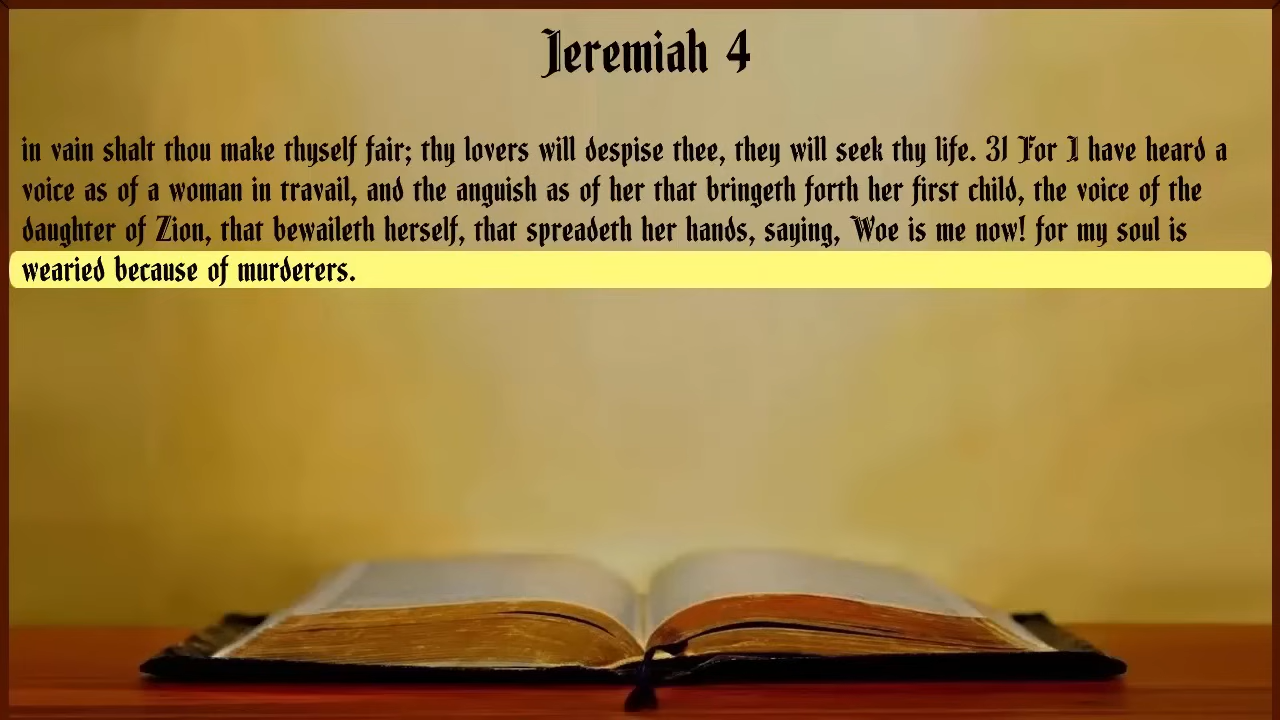 Jeremiah 4
in vain shalt thou make thyself fair; thy lovers will despise thee, they will seek thy life. 31 For I have heard a
voice as of a woman in travail, and the anguish as of her that bringeth forth her first child, the voice of the
daughter of Zion, that bewaileth herself, that spreadeth her hands, saying, Woe is me now! for my soul is
wearied because of murderers.